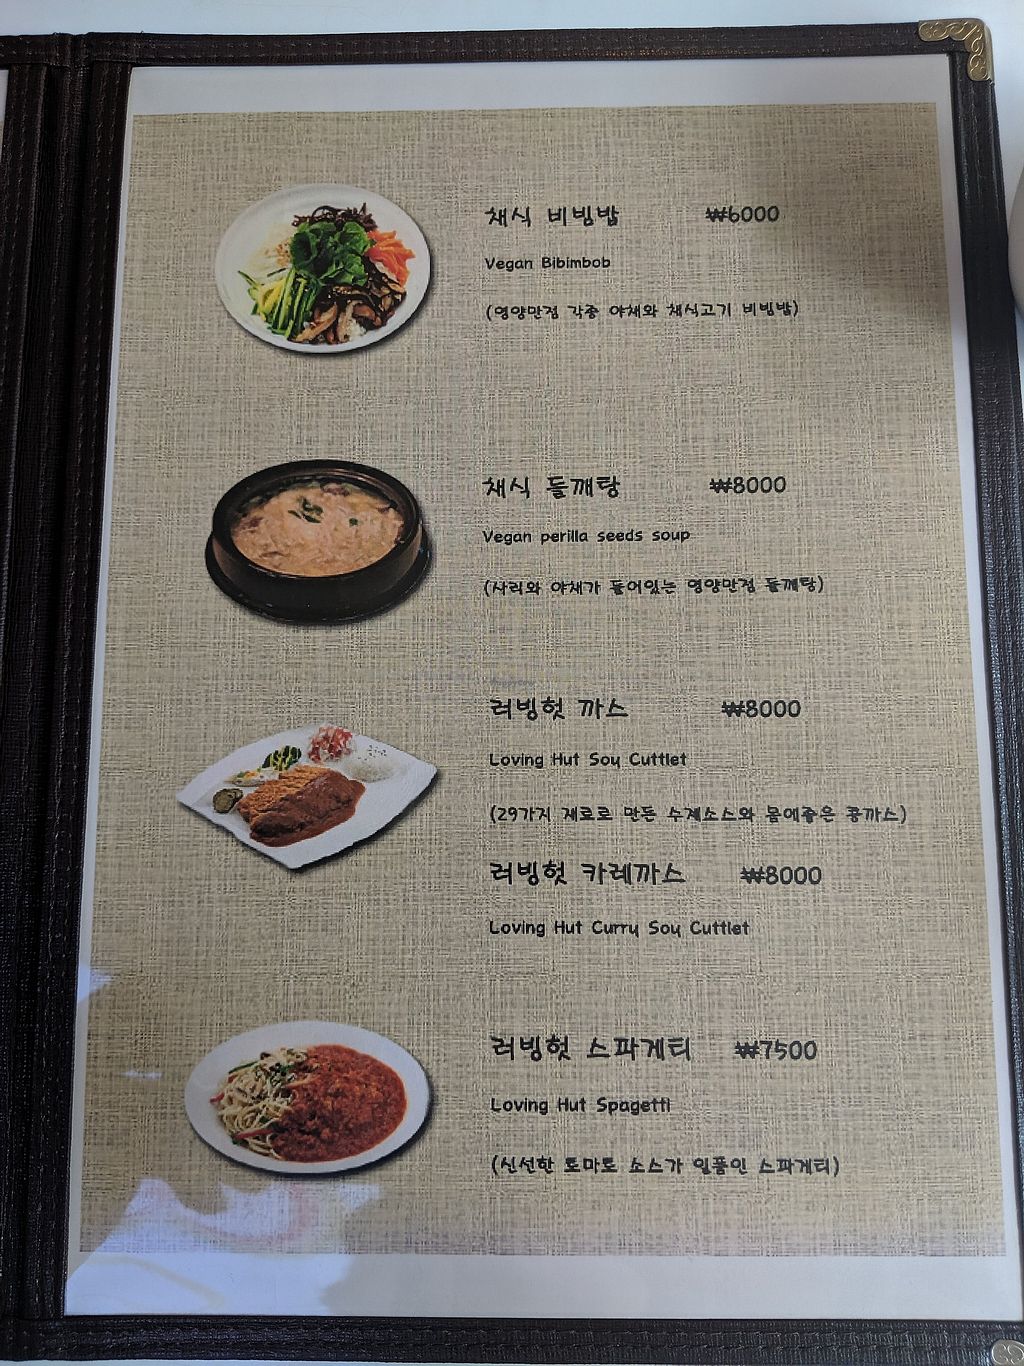 채식 비빔밥 ₩6000
Vegan Bibimbob
(영양만점 각종 야채와 채식고기 비빔밥)
채식 들깨탕 ₩8000
Vegan perilla seeds soup
(사리와 야채가 들어있는 영양만점 들깨탕)
러빙헛 까스 ₩8000
Loving Hut Soy Cuttlet
(29가지 재료로 만든 수제소스와 몸에좋은 콩까스)
러빙헛 카레까스 ₩8000
Loving Hut Curry Soy Cuttlet
러빙헛 스파게티 ₩7500
Loving Hut Spagetti
(신선한 토마토 소스가 일품인 스파게티)